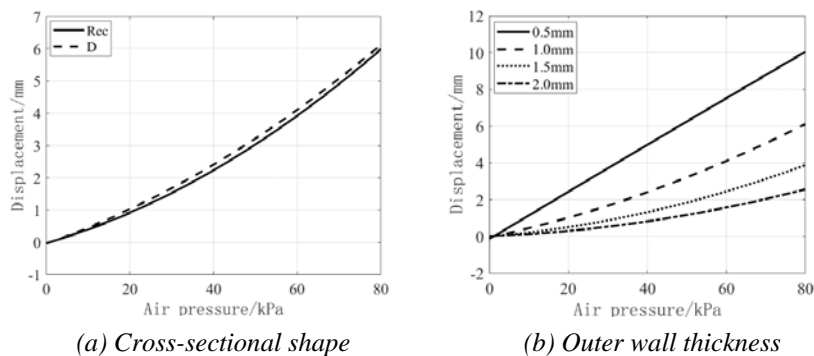 7
6
5
4
3
2
1
0
-1
Displacement/mm
Rec
D
0 20 40 60 80
Air pressure/kPa
(a) Cross-sectional shape
12
10
8
6
4
2
0
-2
Displacement/mm
0.5mm
1.0mm
1.5mm
2.0mm
0 20 40 60 80
Air pressure/kPa
(b) Outer wall thickness